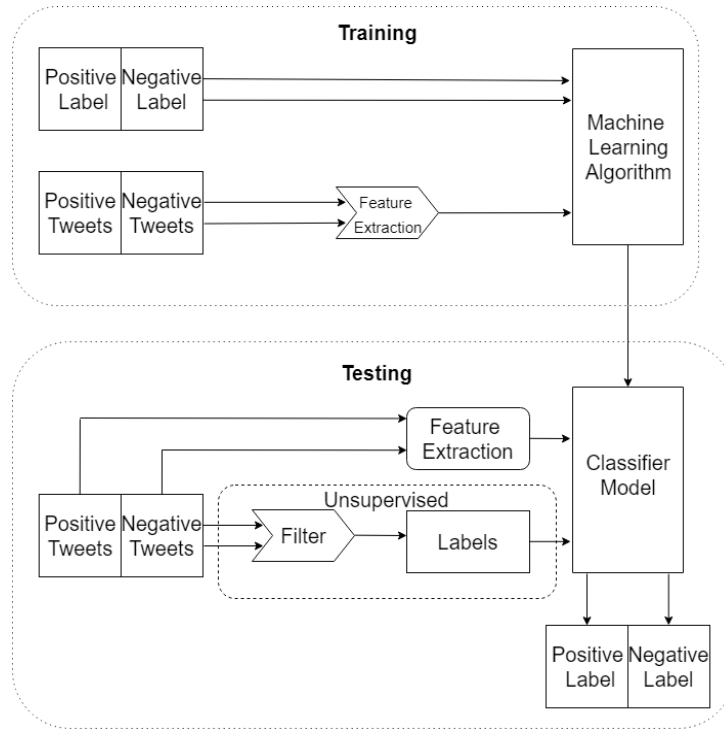 Training
Positive
Label
Negative
Label
Machine
Learning
Algorithm
Positive
Tweets
Negative
Tweets
Feature
Extraction
Testing
Feature
Extraction
Classifier
Model
Unsupervised
Positive
Tweets
Negative
Tweets
Filter
Labels
Positive
Label
Negative
Label